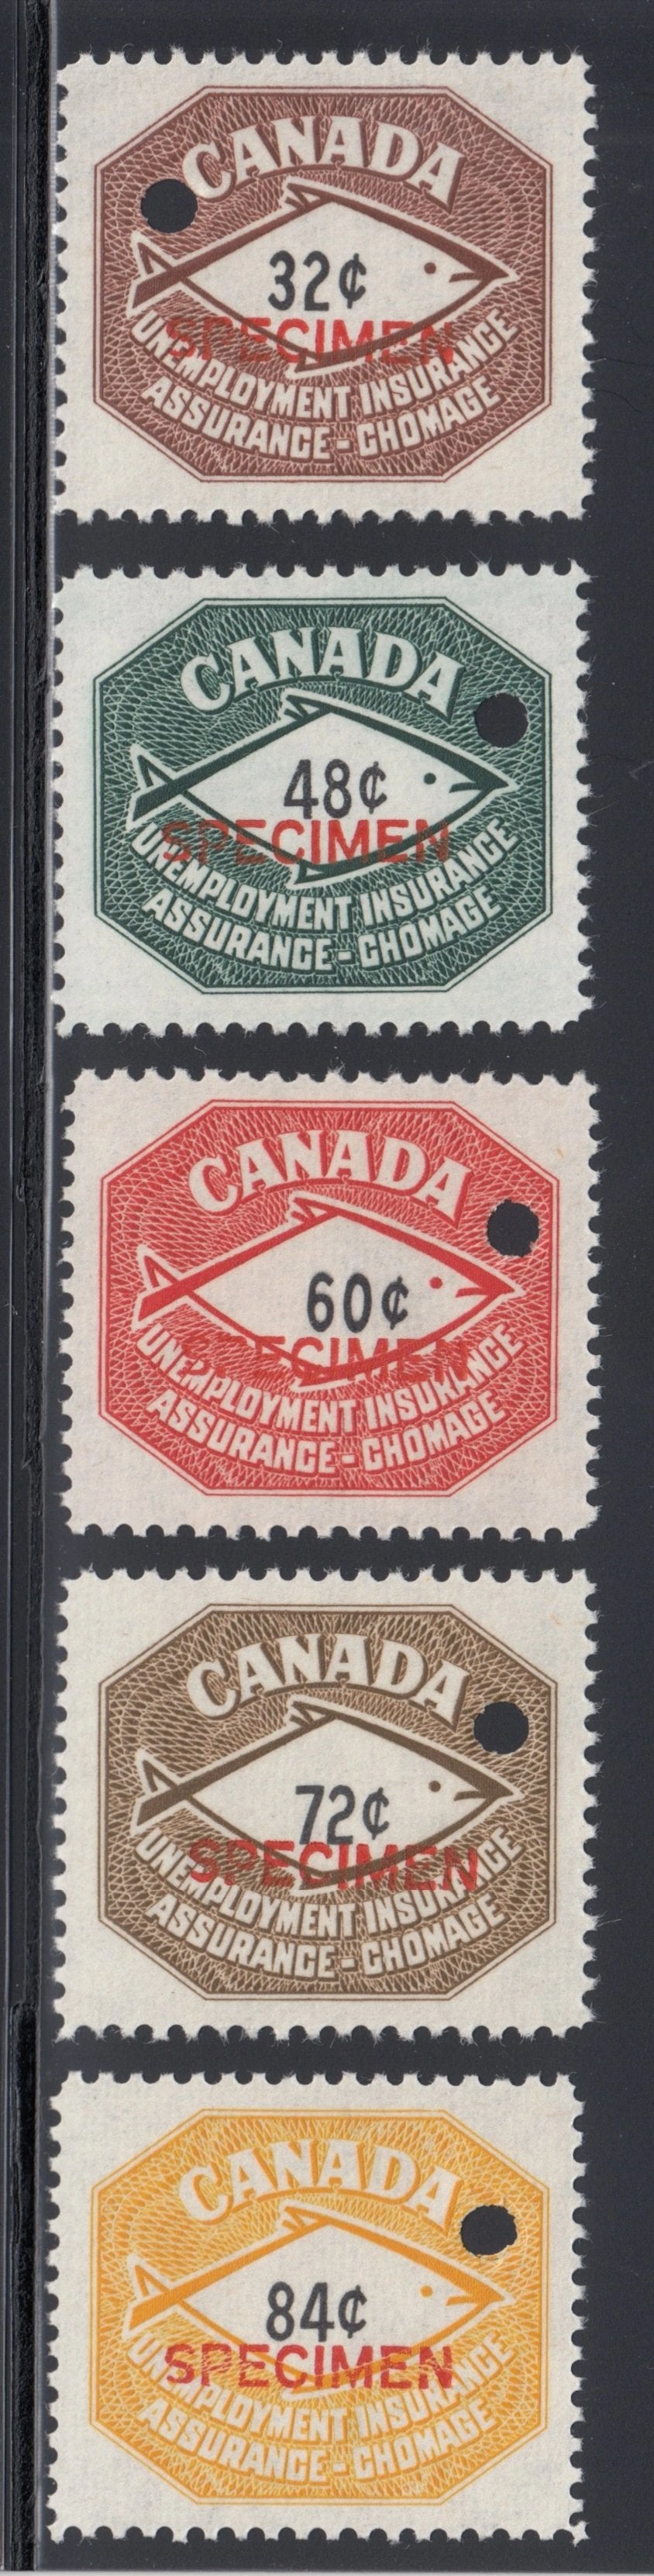 CANADA
32¢
SPECIMEN
UNEMPLOYMENT INSURANCE
ASSURANCE - CHOMAGE
CANADA
48¢
SPECIMEN
UNEMPLOYMENT INSURANCE
ASSURANCE - CHOMAGE
CANADA
60¢
SPECIMEN
UNEMPLOYMENT INSURANCE
ASSURANCE - CHOMAGE
CANADA
72¢
SPECIMEN
UNEMPLOYMENT INSURANCE
ASSURANCE - CHOMAGE
CANADA
84¢
SPECIMEN
UNEMPLOYMENT INSURANCE
ASSURANCE - CHOMAGE